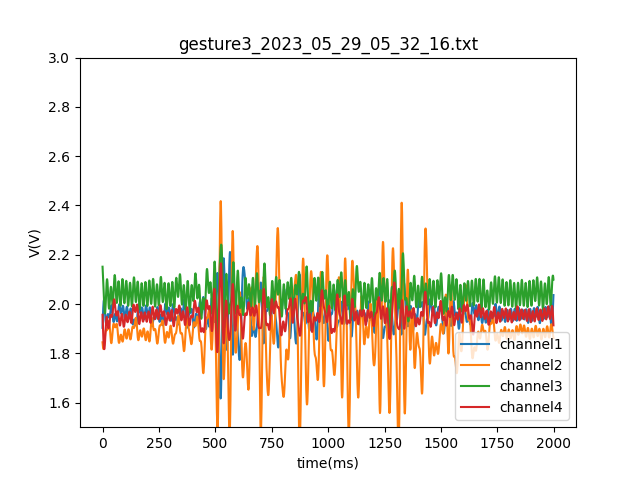 gesture3_2023_05_29_05_32_16.txt
3.0
2.8
2.6
2.4
2.2
2.0
1.8
1.6
V(V)
channel1
channel2
channel3
channel4
0 250 500 750 1000 1250 1500 1750 2000
time(ms)